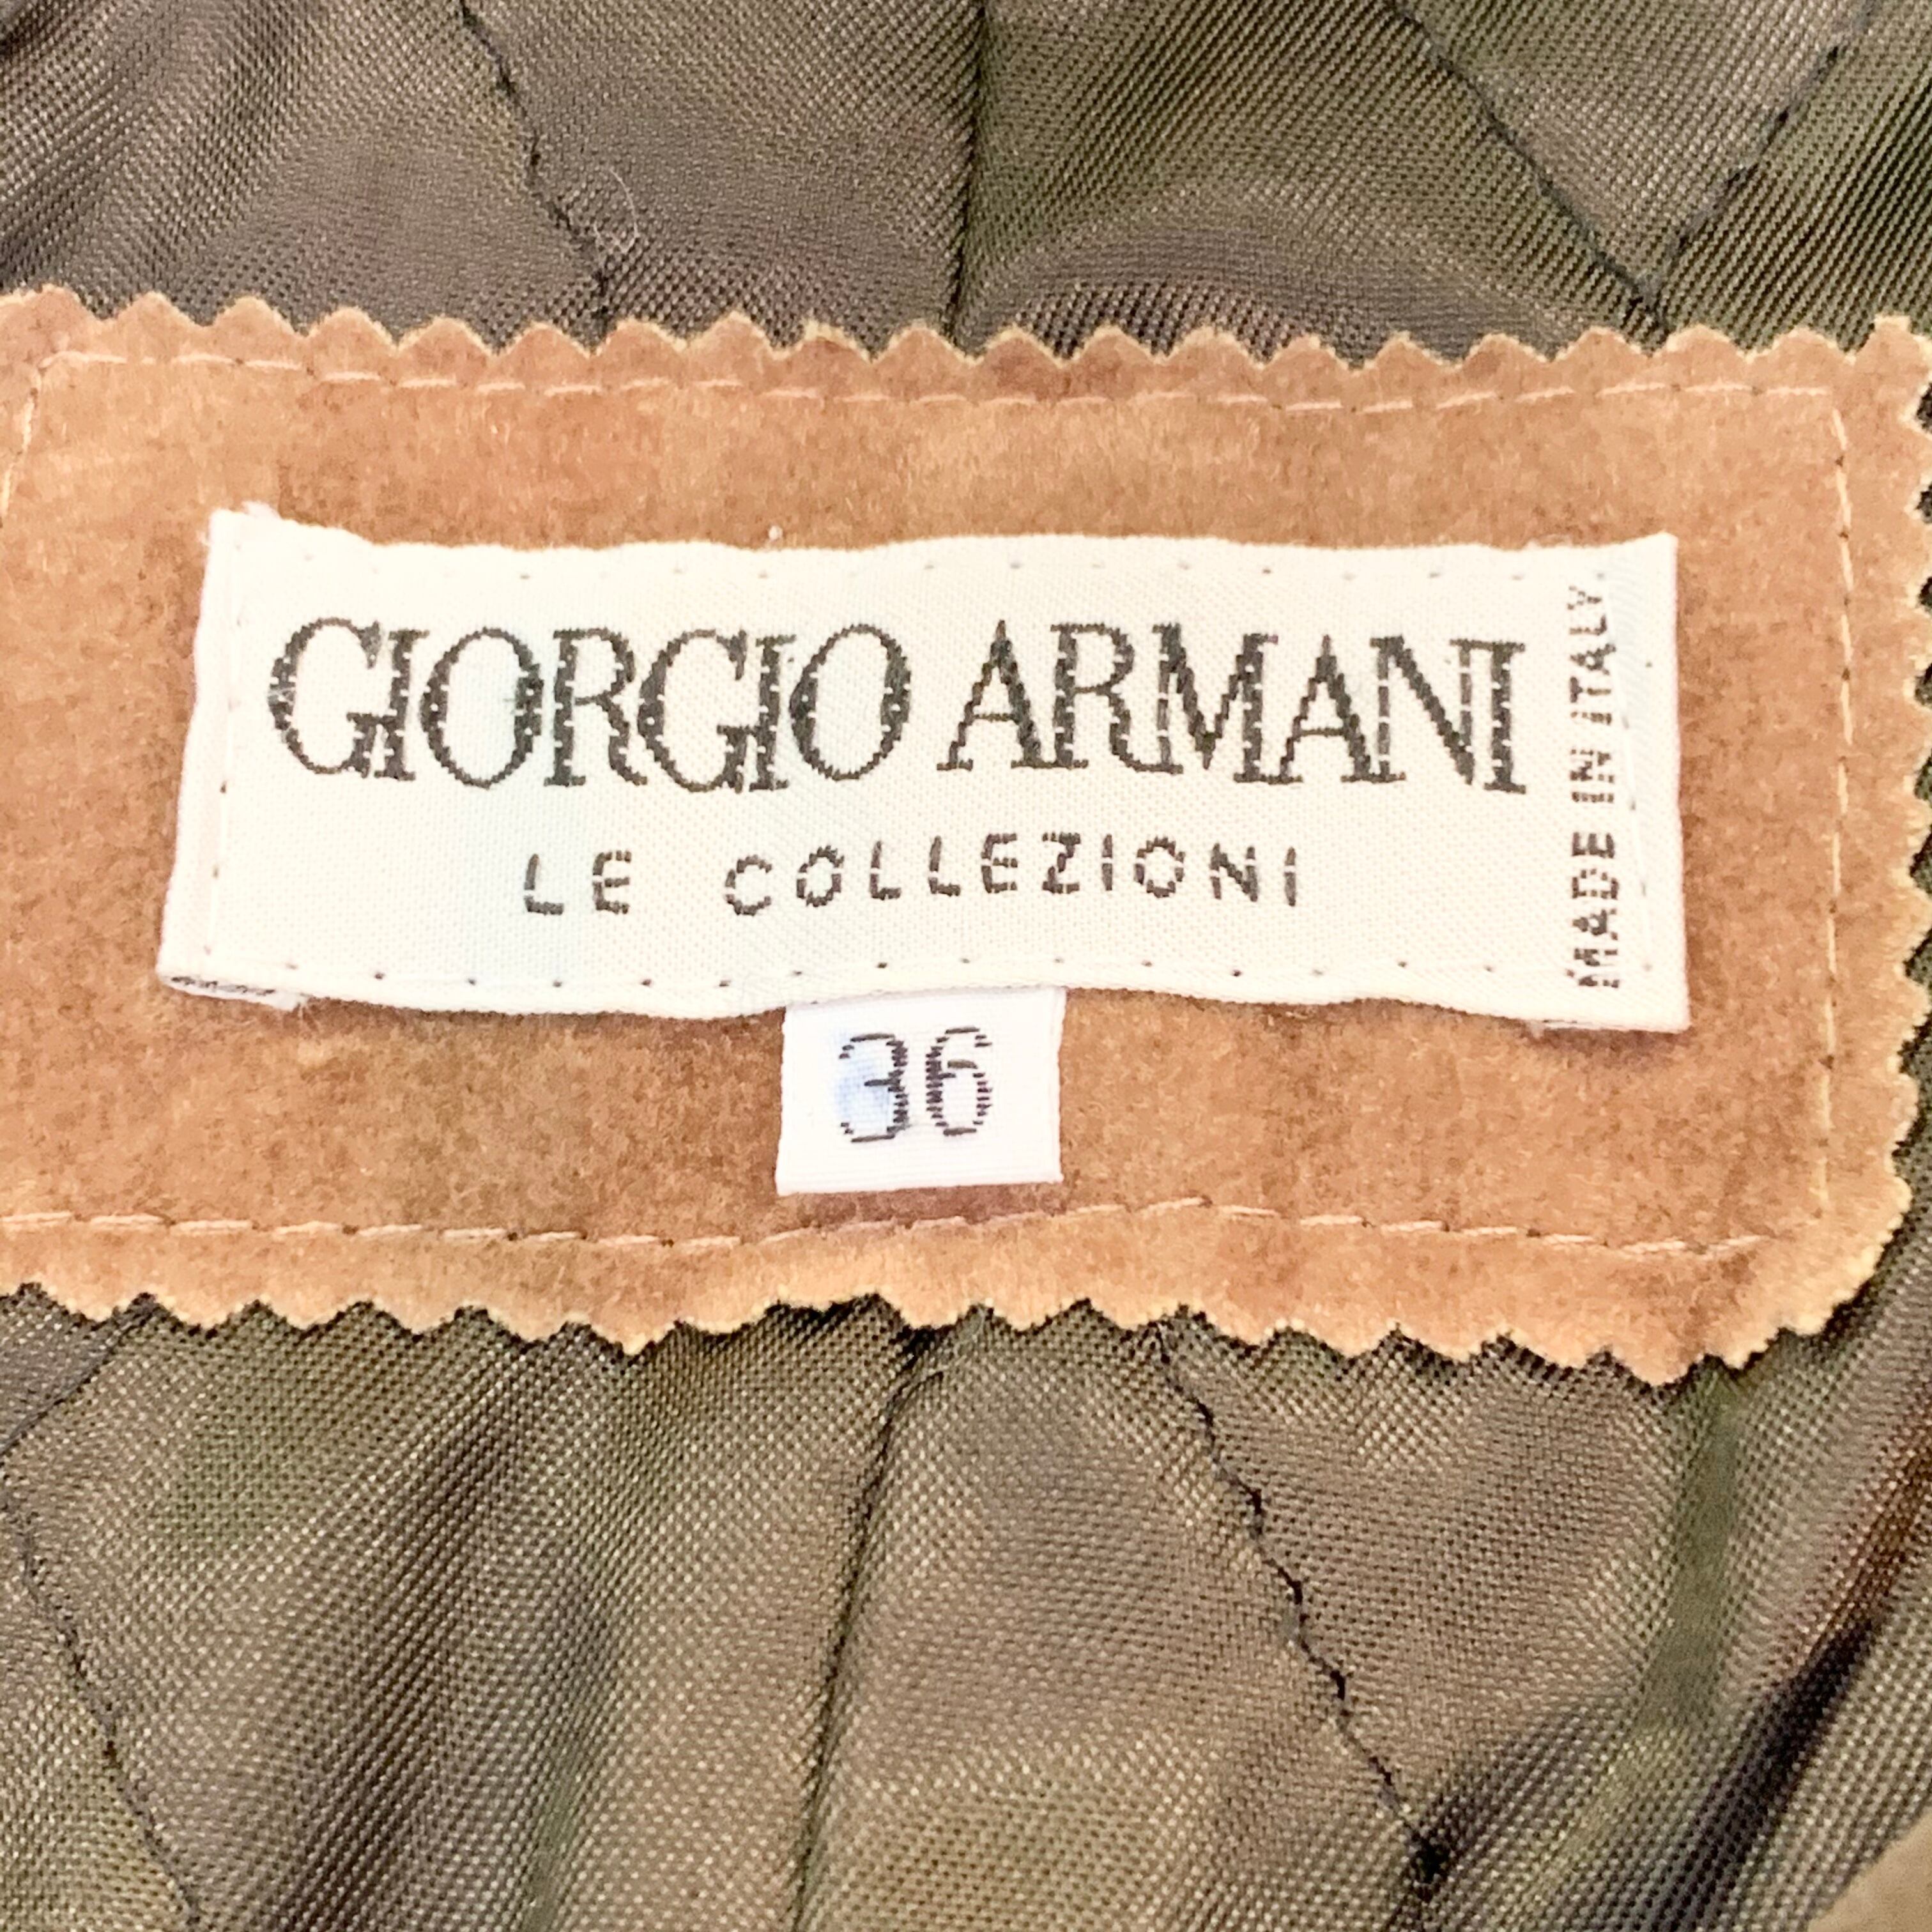 GIORGIO ARMANI
LE COLLEZIONI
MADE IN ITALY
36